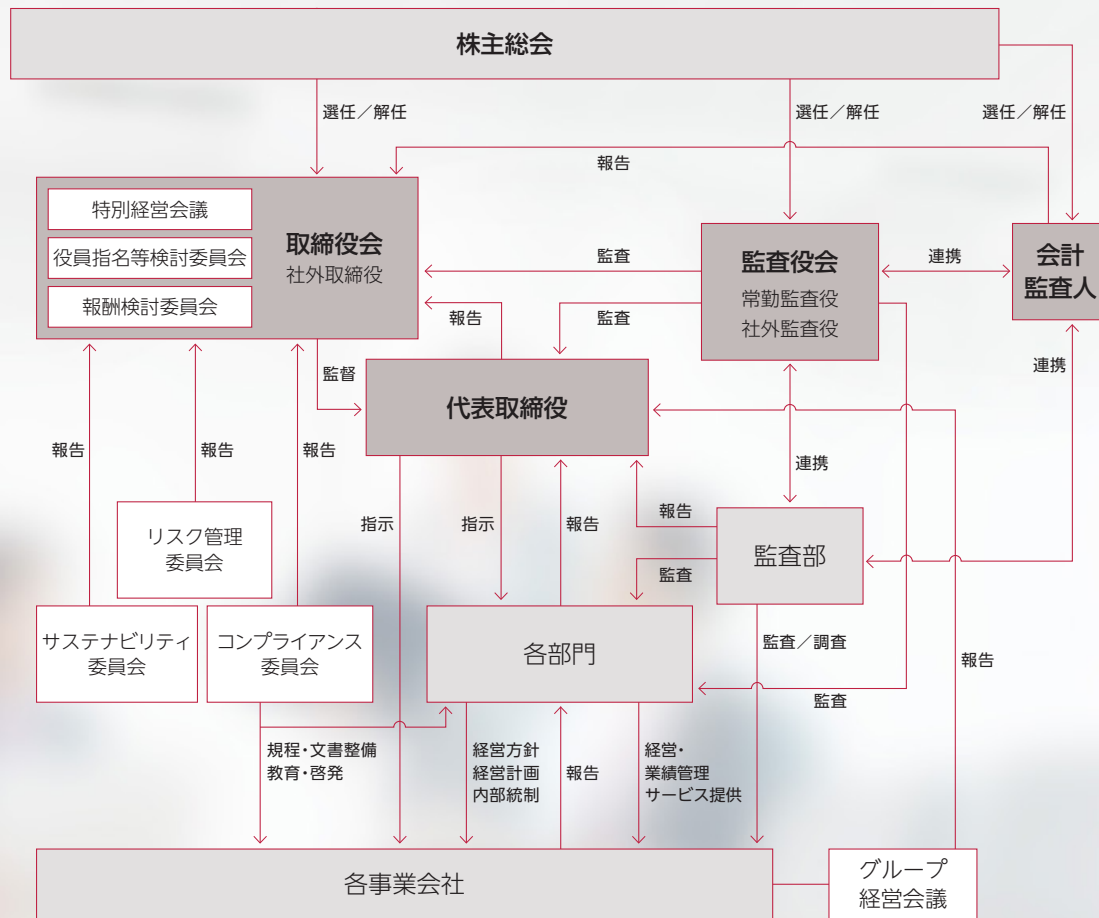 株主総会
選任／解任
選任／解任
選任／解任
報告
特別経営会議
役員指名等検討委員会
報酬検討委員会
取締役会
社外取締役
監査
監査役会
常勤監査役
社外監査役
連携
会計
監査人
報告
監査
監督
代表取締役
連携
報告
報告
報告
連携
リスク管理
委員会
指示
指示
報告
報告
監査部
監査
サステナビリティ
委員会
コンプライアンス
委員会
各部門
監査／調査
報告
監査
規程・文書整備
教育・啓発
経営方針
経営計画
内部統制
報告
経営・
業績管理
サービス提供
各事業会社
グループ
経営会議